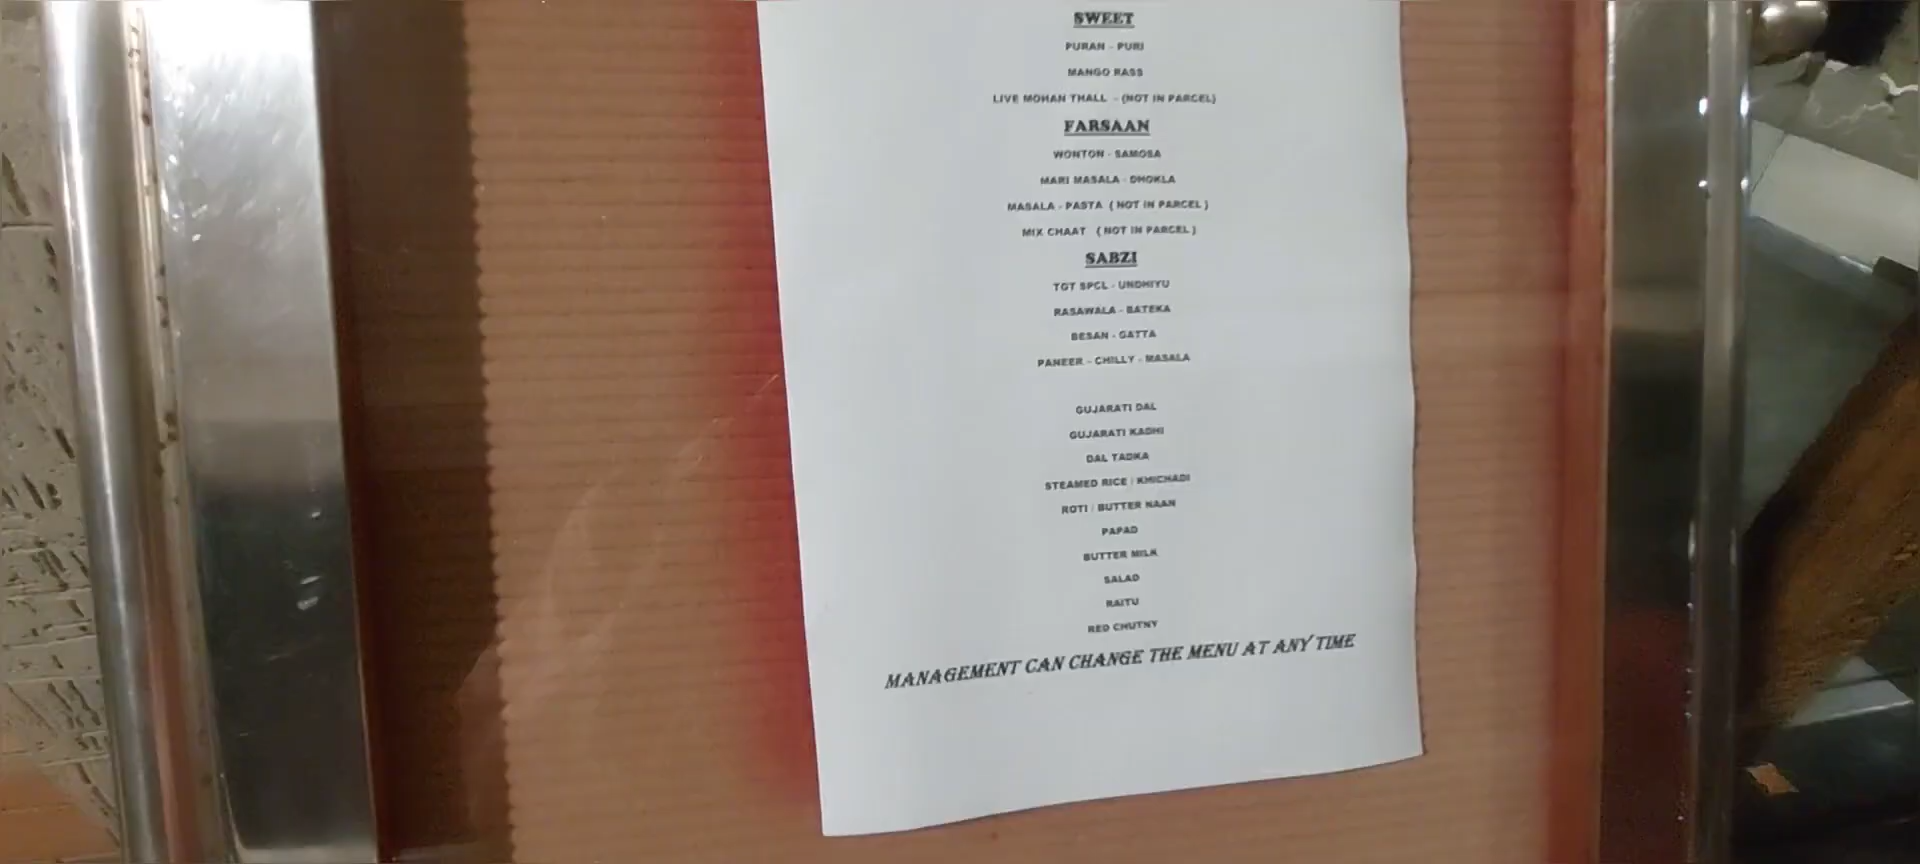 SWEET
PURAN - PURI
MANGO RASS
LIVE MOHAN THALL - (NOT IN PARCEL)
FARSAAN
WONTON - SAMOSA
MARI MASALA - DHOKLA
MASALA - PASTA ( NOT IN PARCEL )
MIX CHAAT ( NOT IN PARCEL )
SABZI
TGT SPCL - UNDHIYU
RASAWALA - BATEKA
BESAN - GATTA
PANEER - CHILLY - MASALA
GUJARATI DAL
GUJARATI KADHI
DAL TADKA
STEAMED RICE / KHICHADI
ROTI / BUTTER NAAN
PAPAD
BUTTER MILK
SALAD
RAITU
RED CHUTNY
MANAGEMENT CAN CHANGE THE MENU AT ANY TIME